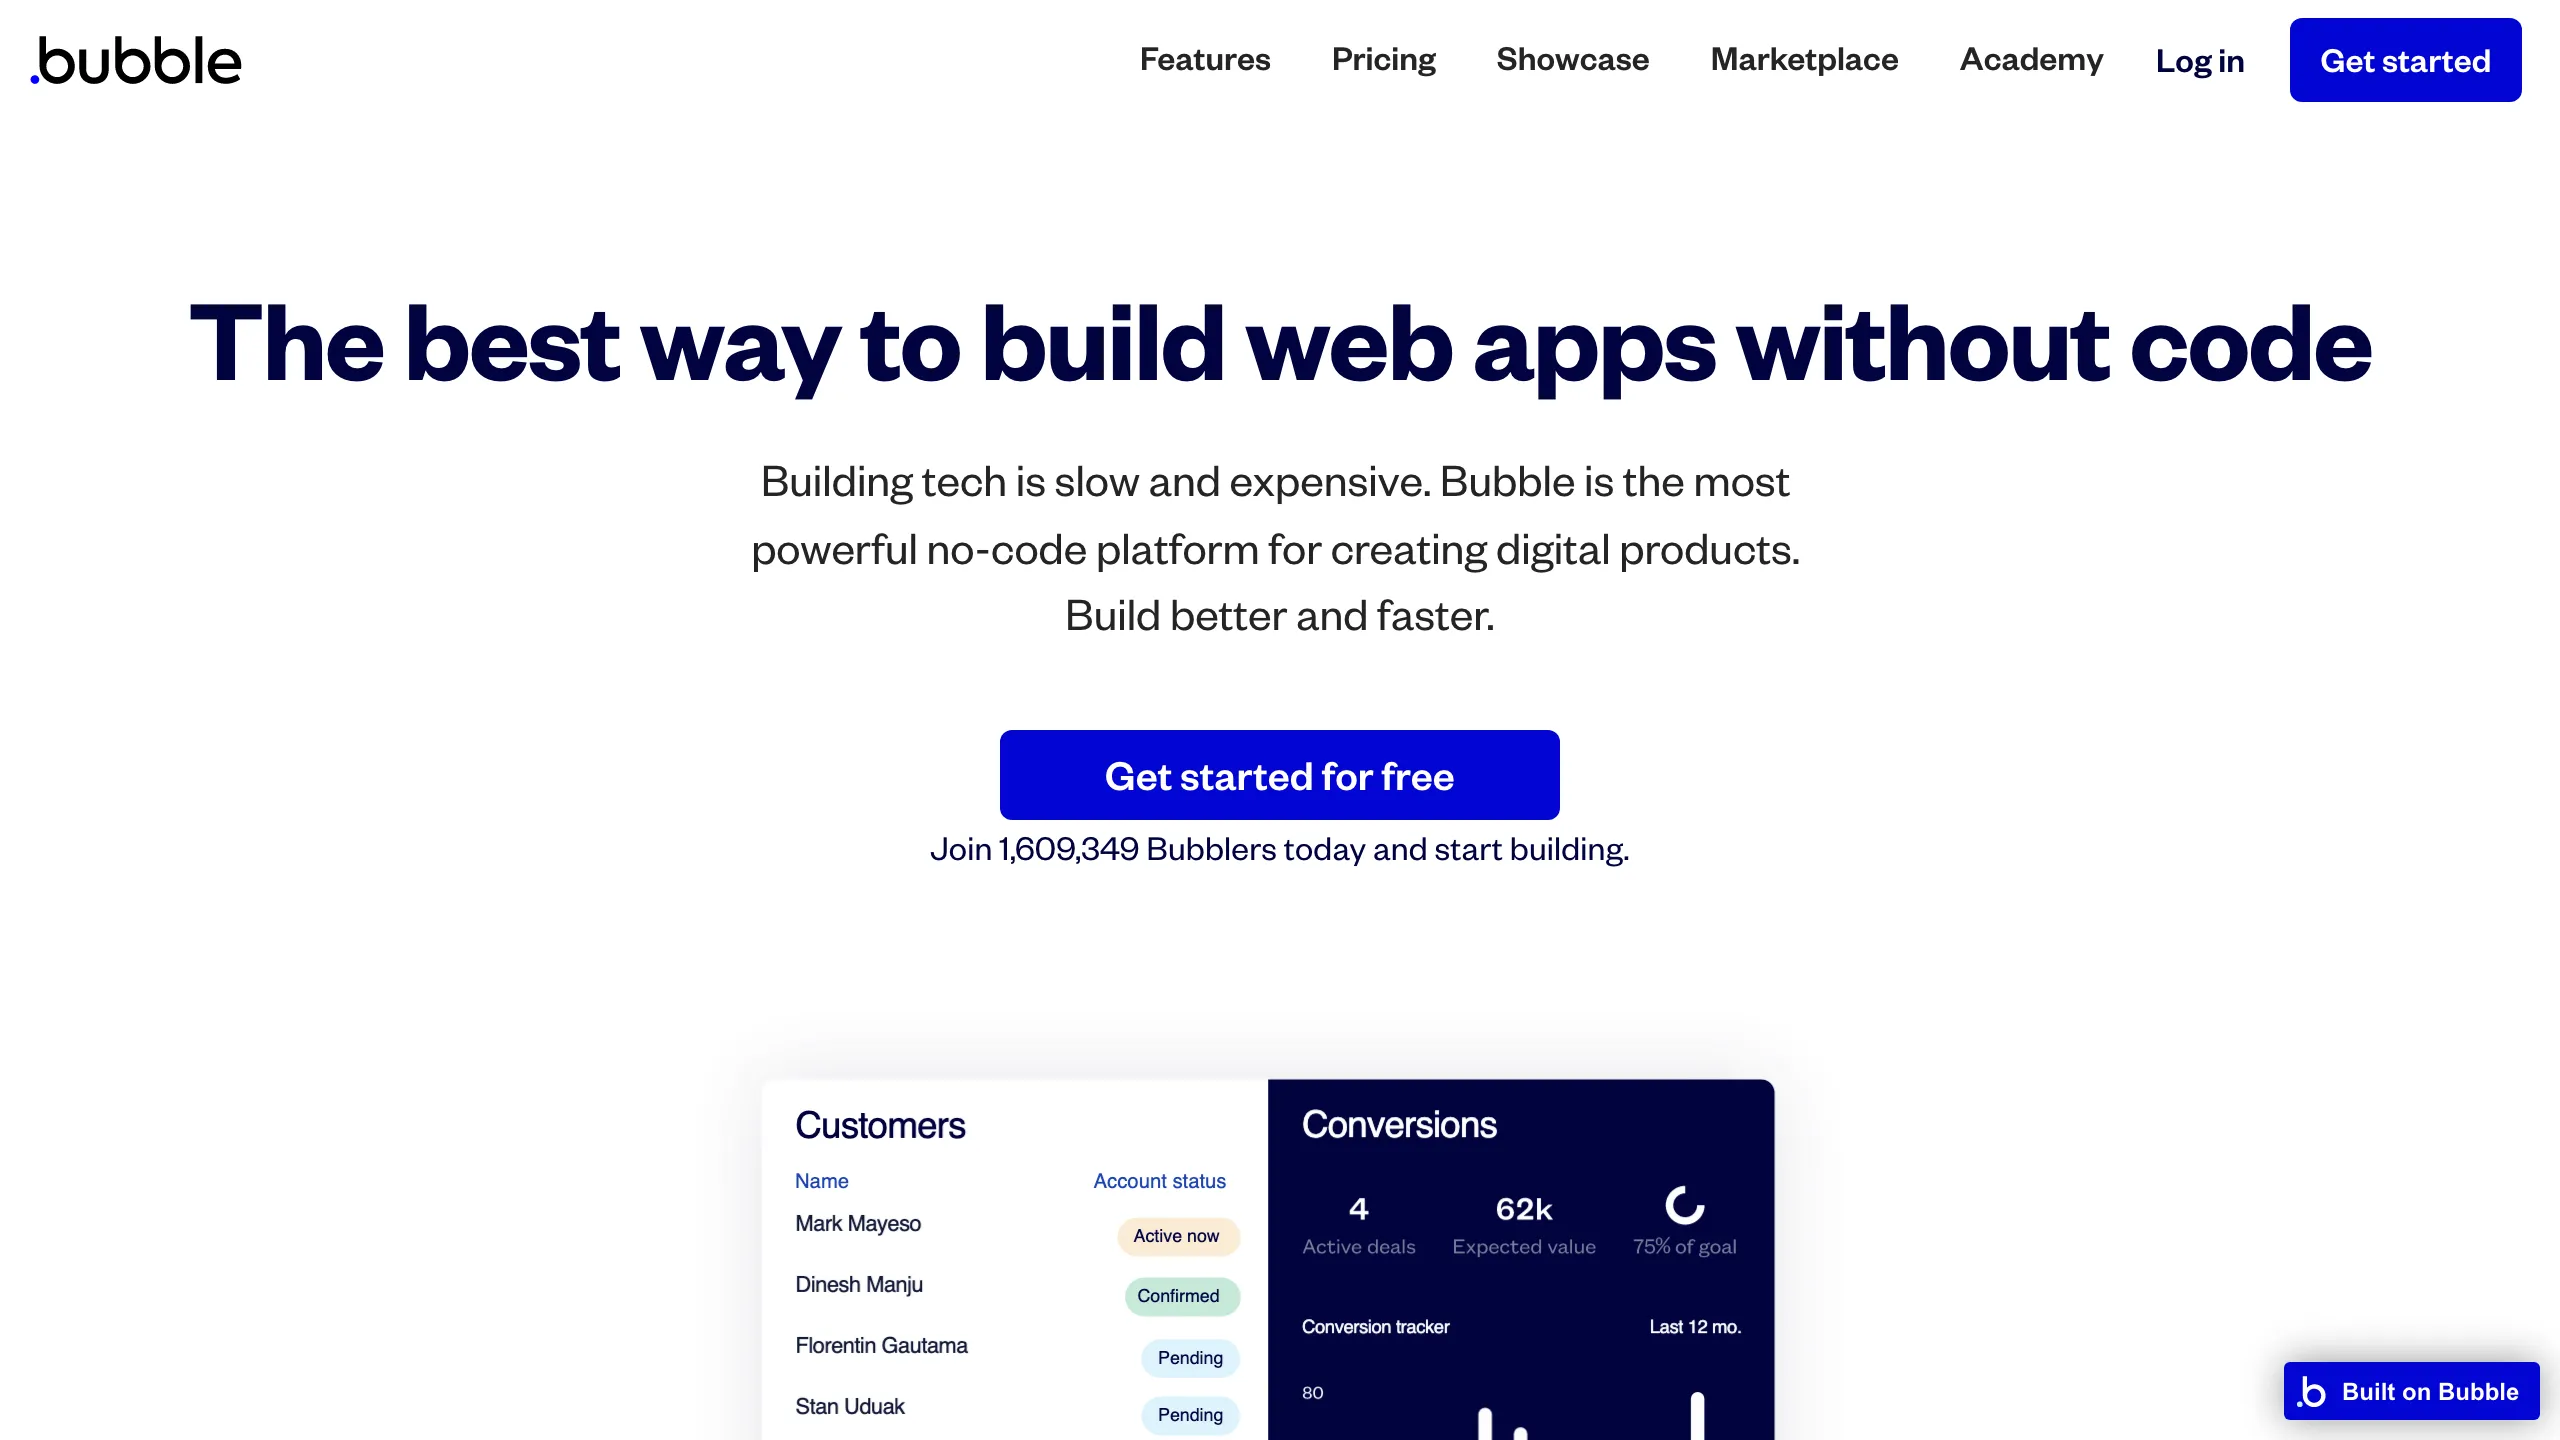 .bubble
Features Pricing Showcase Marketplace Academy Log in Get started
The best way to build web apps without code
Building tech is slow and expensive. Bubble is the most
powerful no-code platform for creating digital products.
Build better and faster.
Get started for free
Join 1,609,349 Bubblers today and start building.
Customers
Name Account status
Mark Mayeso Active now
Dinesh Manju Confirmed
Florentin Gautama Pending
Stan Uduak Pending
Conversions
4 62k
Active deals Expected value 75% of goal
Conversion tracker Last 12 mo.
80
.b Built on Bubble